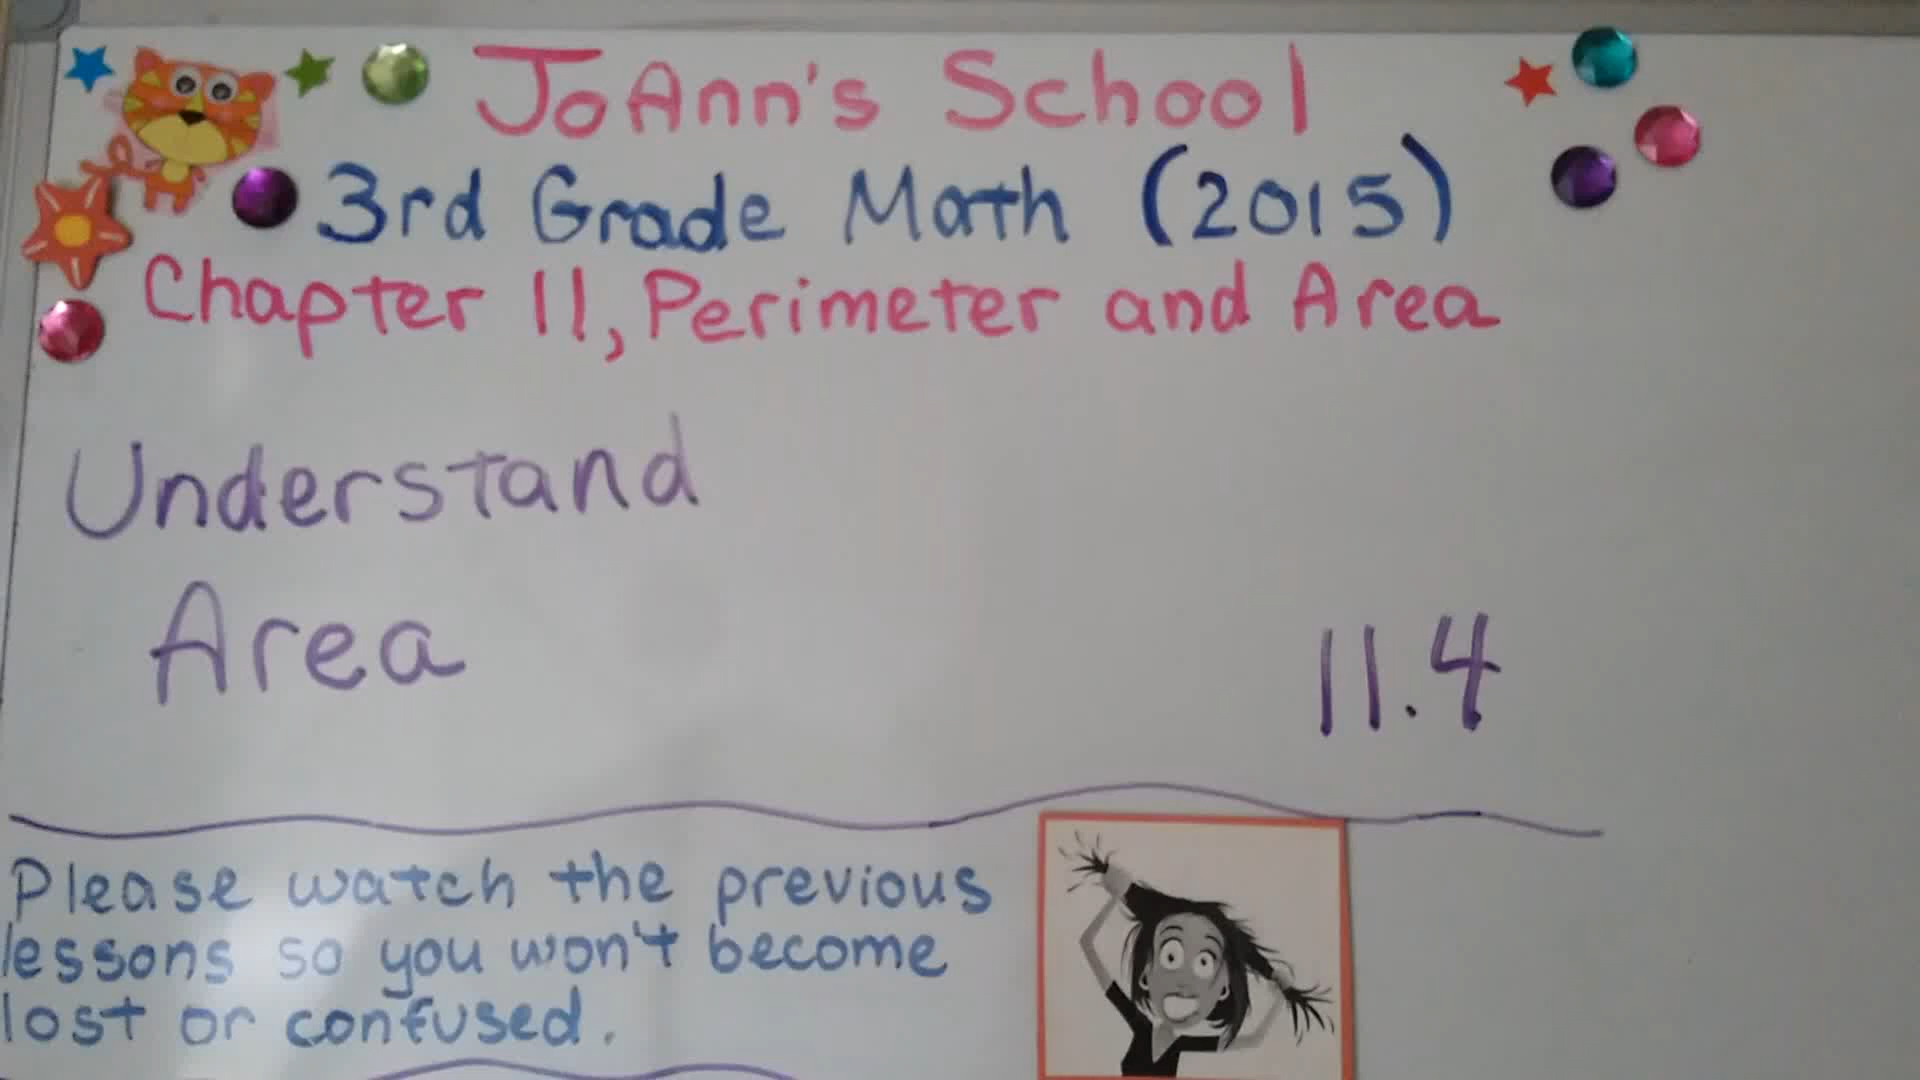 JoAnn's School
3rd Grade Math (2015)
Chapter 11, Perimeter and Area
Understand
Area
11.4
Please watch the previous
lessons so you won't become
lost or confused.